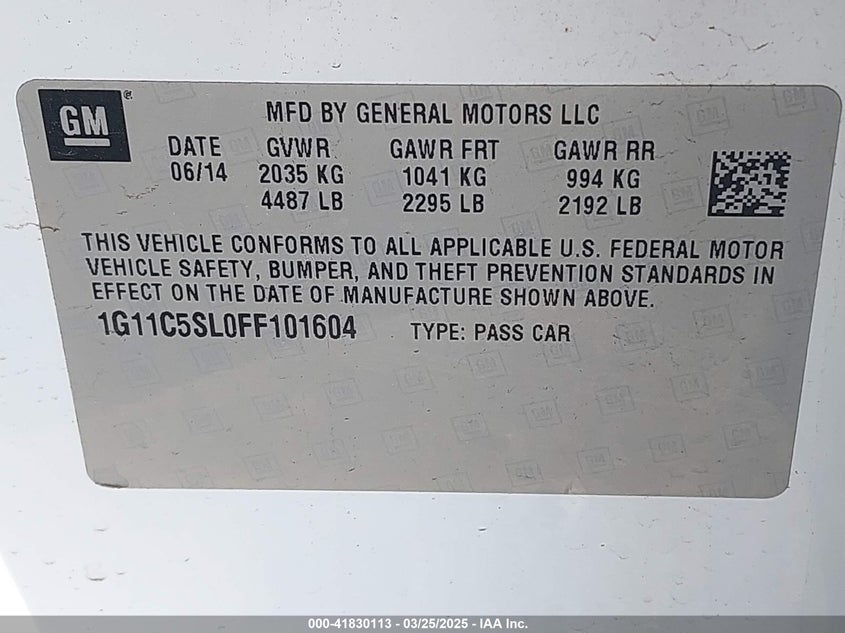 GM ®
MFD BY GENERAL MOTORS LLC
DATE GVWR GAWR FRT GAWR RR
06/14 2035 KG 1041 KG 994 KG
4487 LB 2295 LB 2192 LB
THIS VEHICLE CONFORMS TO ALL APPLICABLE U.S. FEDERAL MOTOR
VEHICLE SAFETY, BUMPER, AND THEFT PREVENTION STANDARDS IN
EFFECT ON THE DATE OF MANUFACTURE SHOWN ABOVE.
1G11C5SL0FF101604 TYPE: PASS CAR
000-41830113 - 03/25/2025 - IAA Inc.